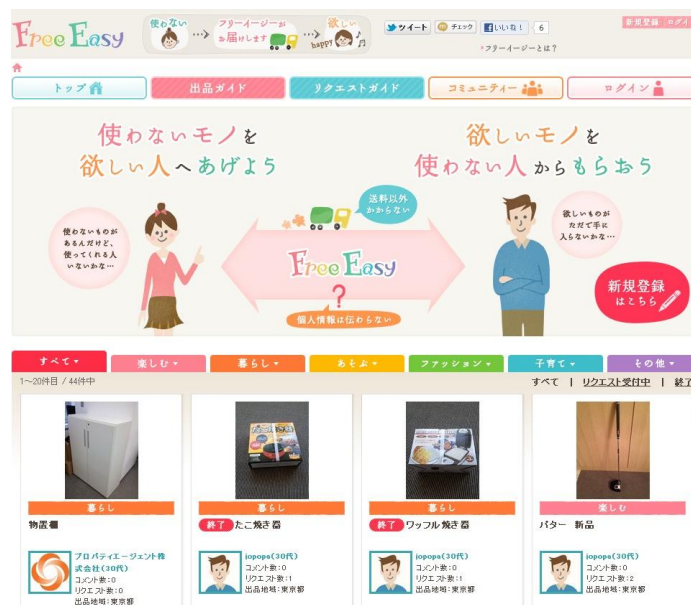 Free Easy
使わない
フリーイージーが
お届けします
欲しい
happy
ツイート
チェック
いいね！
6
新規登録
フリーイージーとは？
トップ
出品ガイド
リクエストガイド
コミュニティー
ログイン
使わないモノを
欲しい人へあげよう
欲しいモノを
使わない人からもらおう
送料以外
かからない
使わないものが
あるんだけど、
使ってくれる人
いないかな…
欲しいものが
ただで手に
入らないかな…
Free Easy
?
個人情報は伝わらない
新規登録
はこちら
すべて
楽しむ
暮らし
あそぶ
ファッション
子育て
その他
1～20件目 / 44件中
すべて | リクエスト受付中 | 終了
暮らし
暮らし
暮らし
楽しむ
物置棚
終了 たこ焼き器
終了 ワッフル焼き器
パター 新品
プロパティエージェント株
式会社(30代)
コメント数:0
リクエスト数:0
出品地域:東京都
iopopa(30代)
コメント数:0
リクエスト数:1
出品地域:東京都
iopopa(30代)
コメント数:0
リクエスト数:1
出品地域:東京都
iopopa(30代)
コメント数:0
リクエスト数:2
出品地域:東京都